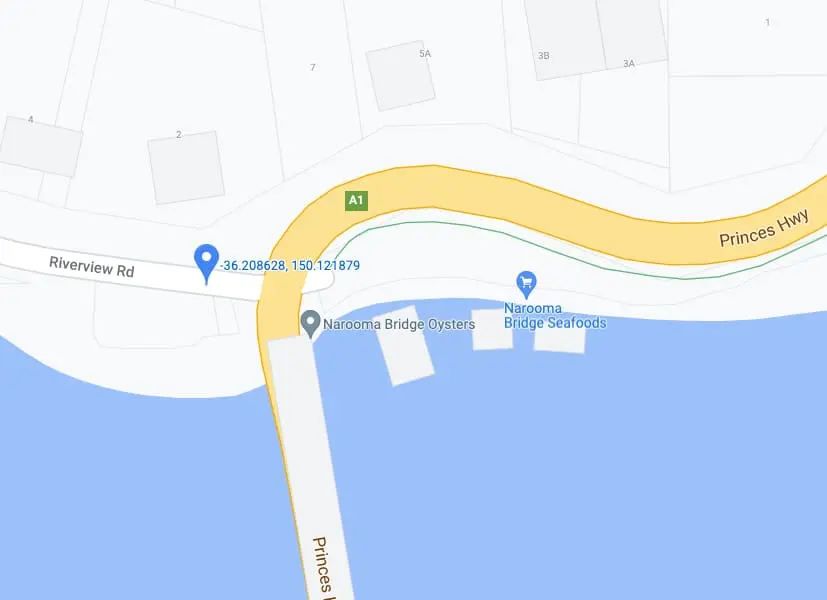 1
5A
3B
3A
7
4
2
A1
Princes Hwy
Riverview Rd
-36.208628, 150.121879
Narooma
Bridge Seafoods
Narooma Bridge Oysters
Princes H